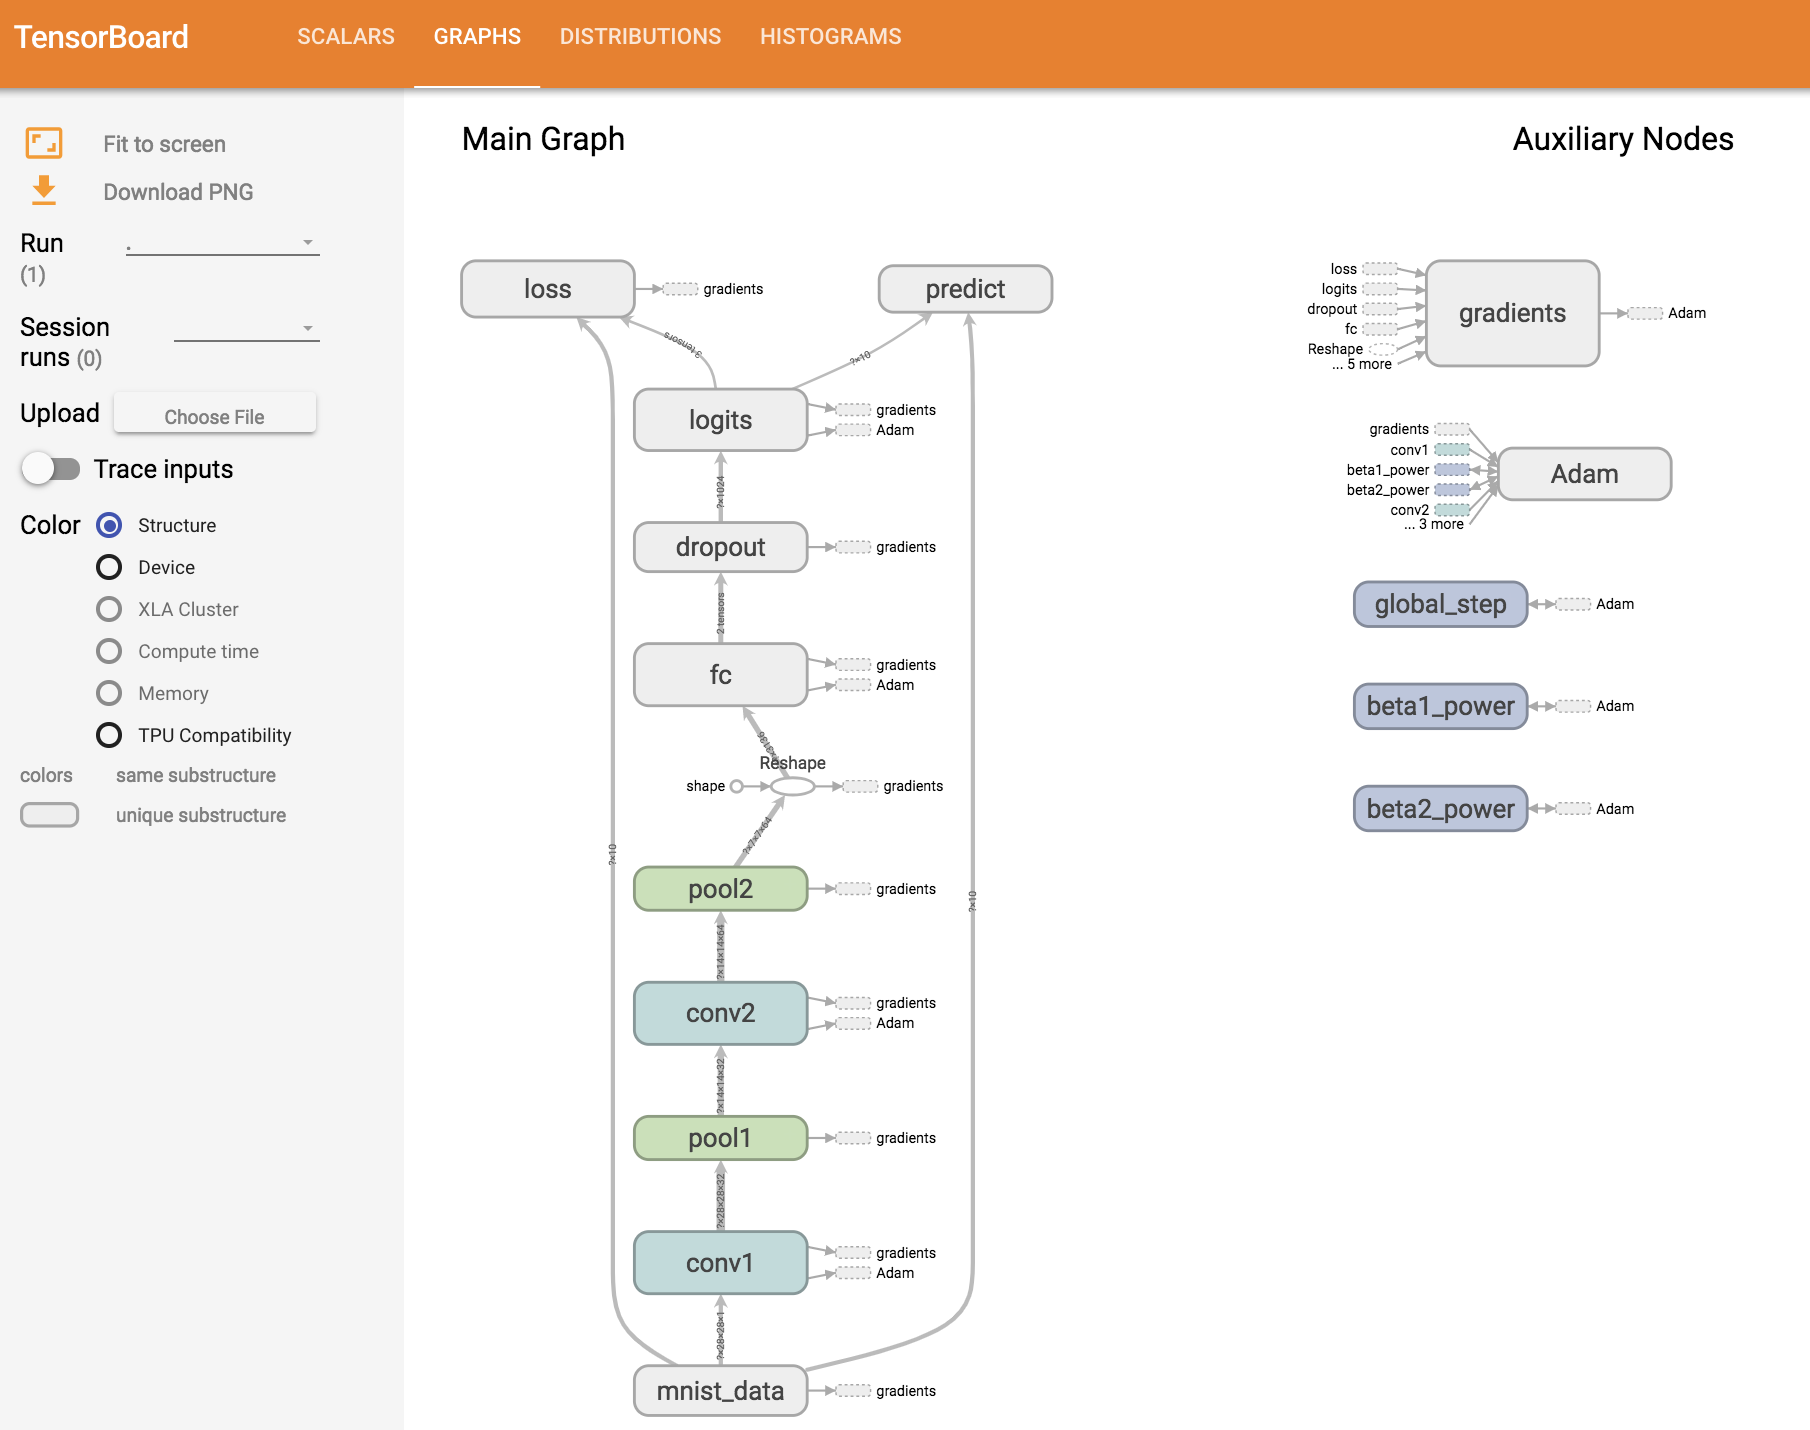 TensorBoard
SCALARS
GRAPHS
DISTRIBUTIONS
HISTOGRAMS
Fit to screen
Download PNG
Run
(1)
.
Session
runs (0)
Upload
Choose File
Trace inputs
Color
Structure
Device
XLA Cluster
Compute time
Memory
TPU Compatibility
colors
same substructure
unique substructure
Main Graph
loss
gradients
predict
3 tensors
?×10
logits
gradients
Adam
?×1024
dropout
gradients
2 tensors
fc
gradients
Adam
Reshape
shape
gradients
?×7×7×64
?×10
pool2
gradients
?×10
?×14×14×64
conv2
gradients
Adam
?×14×14×32
pool1
gradients
?×28×28×32
conv1
gradients
Adam
?×28×28×1
mnist_data
gradients
Auxiliary Nodes
loss
logits
dropout
fc
Reshape
... 5 more
gradients
Adam
gradients
conv1
beta1_power
beta2_power
conv2
... 3 more
Adam
global_step
Adam
beta1_power
Adam
beta2_power
Adam